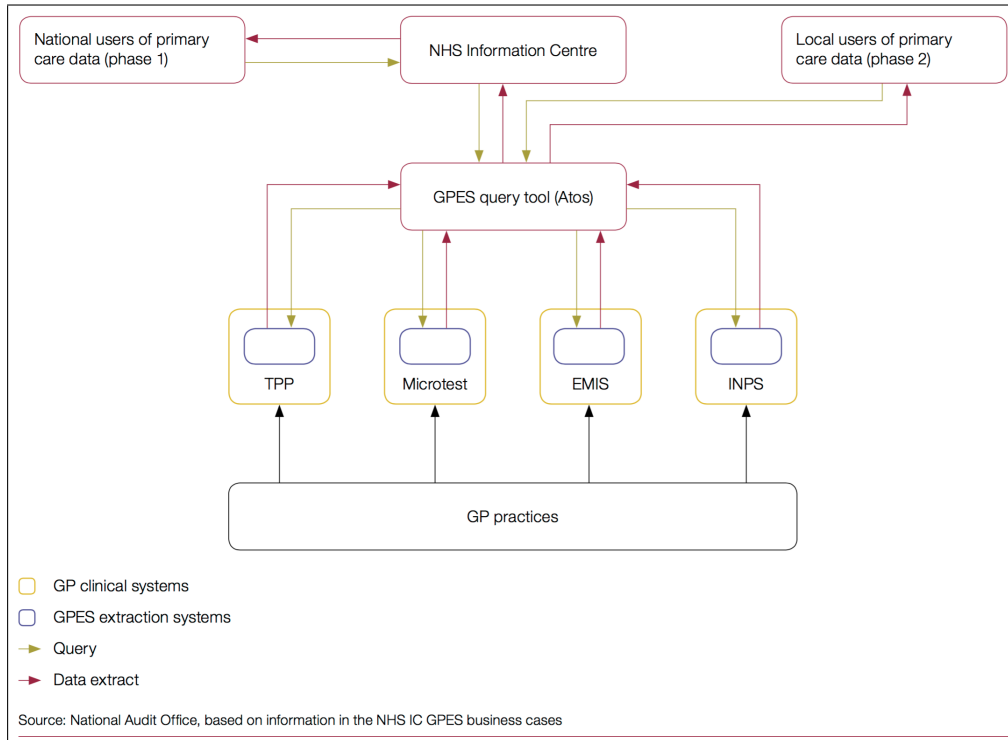 National users of primary
care data (phase 1)
NHS Information Centre
Local users of primary
care data (phase 2)
GPES query tool (Atos)
TPP
Microtest
EMIS
INPS
GP practices
GP clinical systems
GPES extraction systems
Query
Data extract
Source: National Audit Office, based on information in the NHS IC GPES business cases